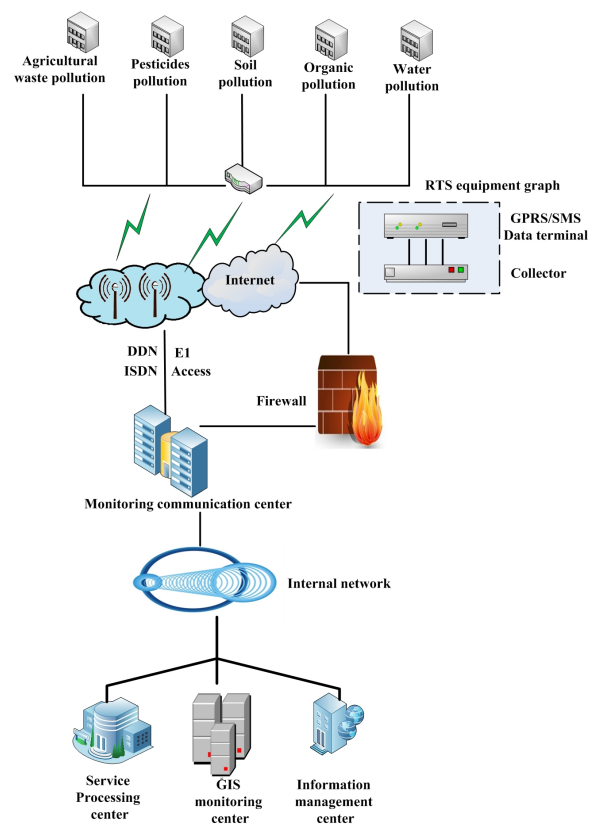 Agricultural
waste pollution
Pesticides
pollution
Soil
pollution
Organic
pollution
Water
pollution
RTS equipment graph
GPRS/SMS
Data terminal
Collector
Internet
DDN
ISDN
E1
Access
Firewall
Monitoring communication center
Internal network
Service
Processing
center
GIS
monitoring
center
Information
management
center